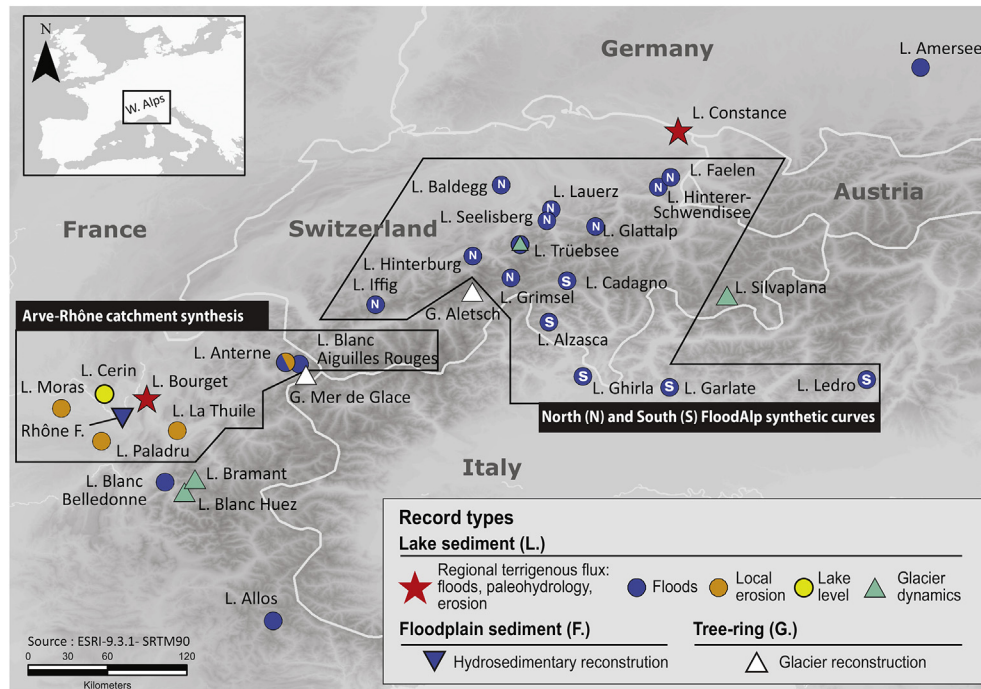 N
W. Alps
Germany
L. Amersee
L. Constance
L. Faelen
L. Baldegg
L. Lauerz
L. Hinterer-
Schwendisee
Austria
France
Switzerland
L. Seelisberg
N
N
N
N
N
N
L. Glattalp
L. Trüebsee
L. Hinterburg
N
L. Iffig
N
N
L. Grimsel
S
L. Cadagno
L. Silvaplana
G. Aletsch
N
Arve-Rhône catchment synthesis
S
L. Alzasca
L. Anterne
L. Blanc
Aiguilles Rouges
G. Mer de Glace
L. Cerin
L. Moras
L. Bourget
S
L. Ghirla
S
L. Garlate
L. Ledro
S
Rhône F.
L. La Thuile
L. Paladru
North (N) and South (S) FloodAlp synthetic curves
Italy
L. Blanc
Belledonne
L. Bramant
L. Blanc Huez
L. Allos
Record types
Lake sediment (L.)
Regional terrigenous flux:
floods, paleohydrology,
erosion
Floods
Local
erosion
Lake
level
Glacier
dynamics
Floodplain sediment (F.)
Tree-ring (G.)
Hydrosedimentary reconstrution
Glacier reconstruction
Source : ESRI-9.3.1- SRTM90
0 30 60 120
Kilometers